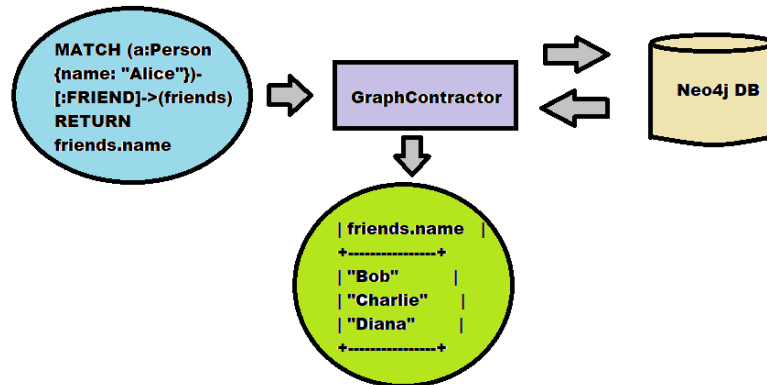 MATCH (a:Person
{name: "Alice"})-
[:FRIEND]->(friends)
RETURN
friends.name
GraphContractor
Neo4j DB
| friends.name |
+----------------+
| "Bob" |
| "Charlie" |
| "Diana" |
+----------------+